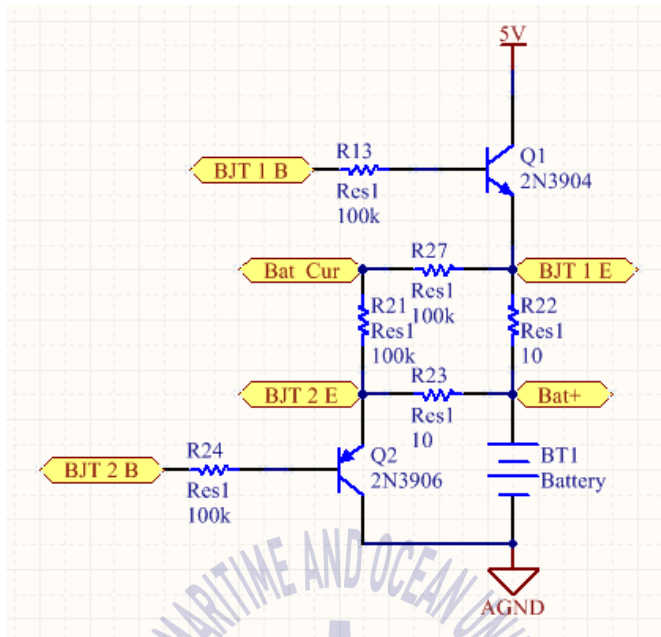 5V
R13
BJT 1 B
Res1
100k
Q1
2N3904
R27
Bat Cur
BJT 1 E
Res1
100k
R21
Res1
100k
R22
Res1
10
R23
BJT 2 E
Bat+
Res1
10
R24
BJT 2 B
Res1
100k
Q2
2N3906
BT1
Battery
AGND
MARITIME AND OCEAN UN